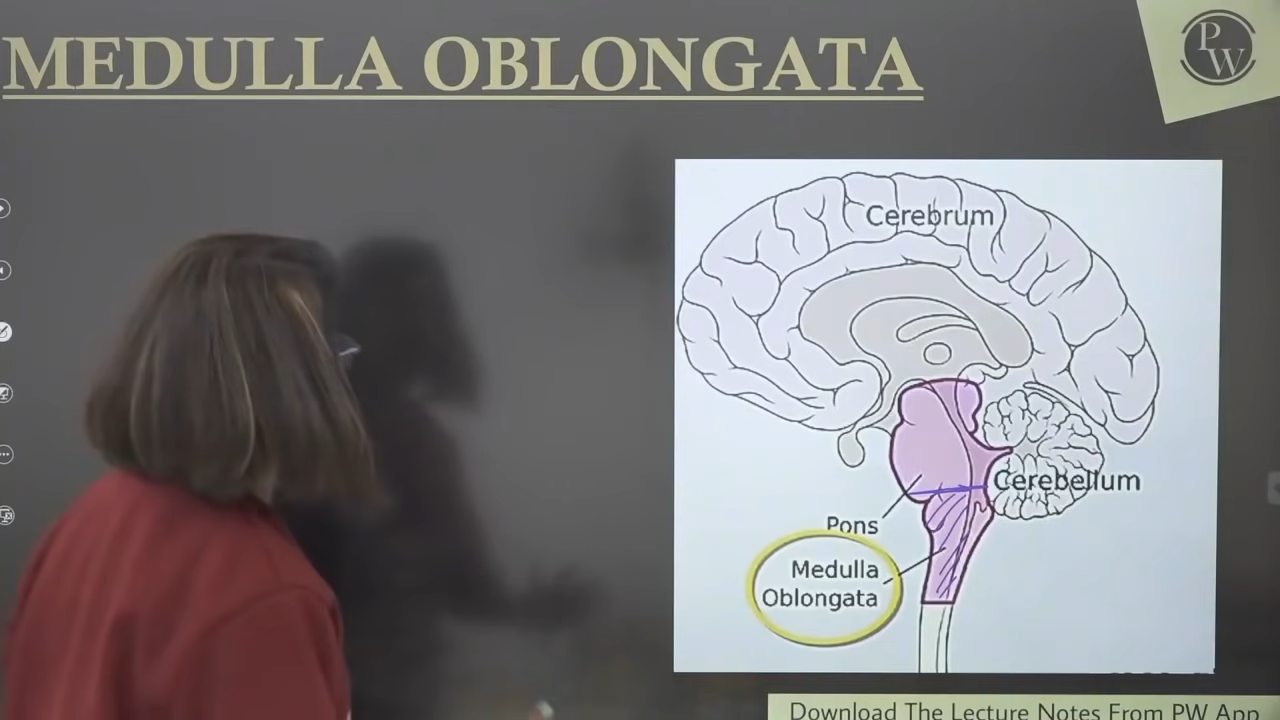 MEDULLA OBLONGATA
PW
Cerebrum
Cerebellum
Pons
Medulla
Oblongata
Download The Lecture Notes From PW App